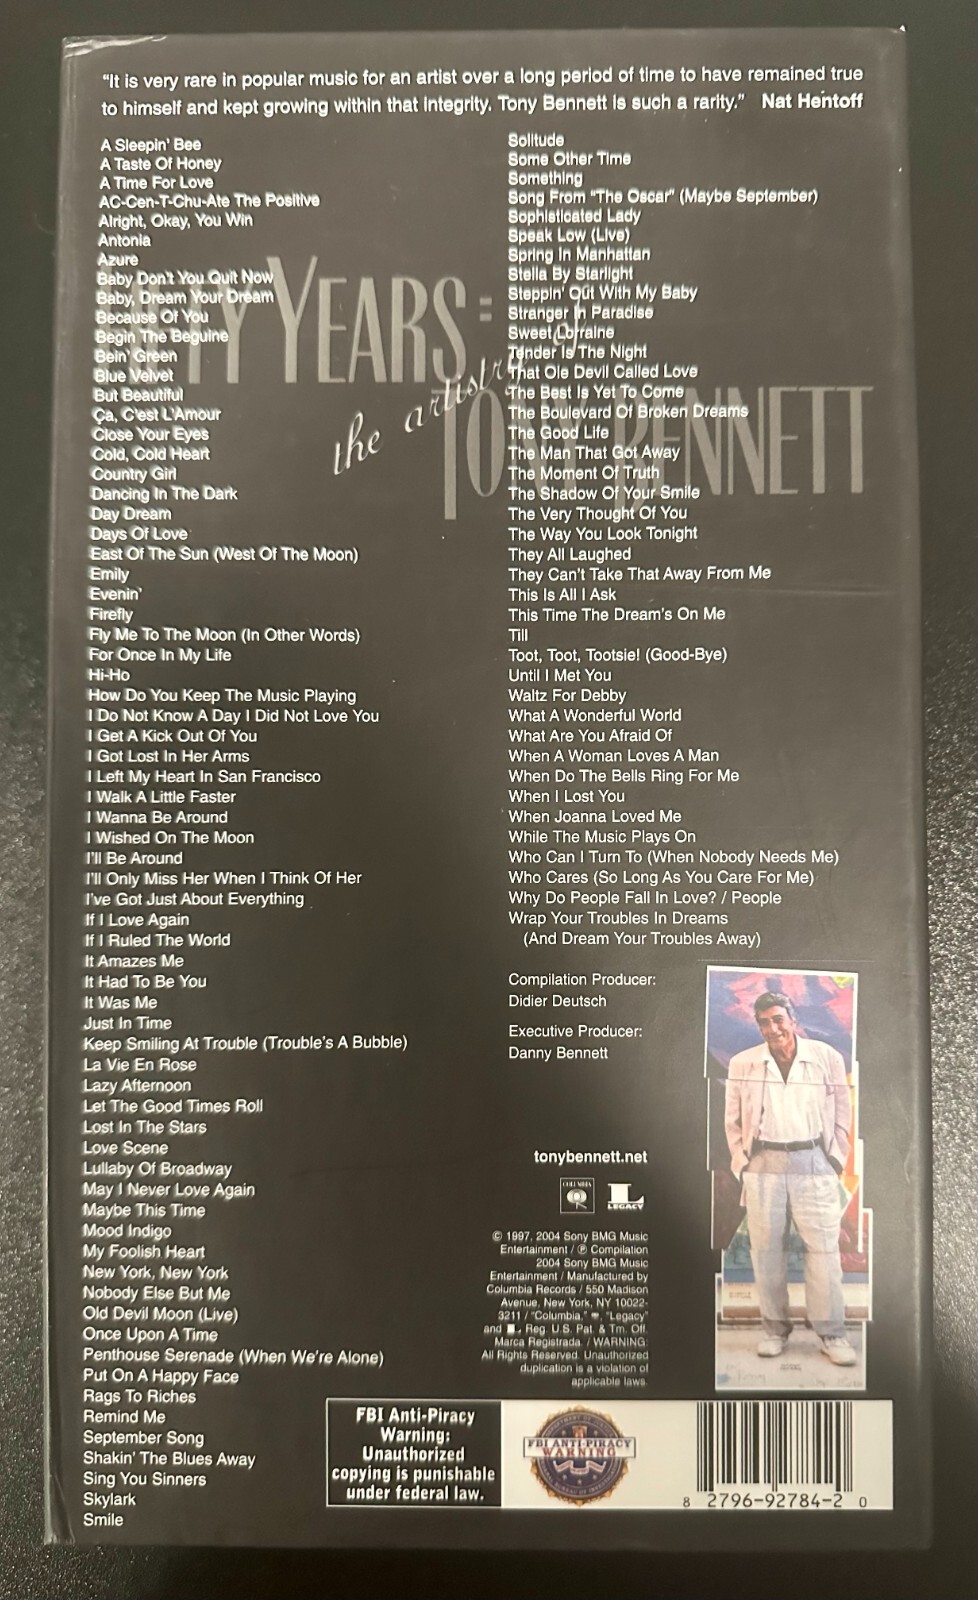 “It is very rare in popular music for an artist over a long period of time to have remained true
to himself and kept growing within that integrity. Tony Bennett is such a rarity.” Nat Hentoff
FIFTY YEARS:
the artistry of
TONY BENNETT
A Sleepin' Bee
A Taste Of Honey
A Time For Love
AC-Cen-T-Chu-Ate The Positive
Alright, Okay, You Win
Antonia
Azure
Baby Don't You Quit Now
Baby, Dream Your Dream
Because Of You
Begin The Beguine
Bein' Green
Blue Velvet
But Beautiful
Ça, C'est L'Amour
Close Your Eyes
Cold, Cold Heart
Country Girl
Dancing In The Dark
Day Dream
Days Of Love
East Of The Sun (West Of The Moon)
Emily
Evenin'
Firefly
Fly Me To The Moon (In Other Words)
For Once In My Life
Hi-Ho
How Do You Keep The Music Playing
I Do Not Know A Day I Did Not Love You
I Get A Kick Out Of You
I Got Lost In Her Arms
I Left My Heart In San Francisco
I Walk A Little Faster
I Wanna Be Around
I Wished On The Moon
I'll Be Around
I'll Only Miss Her When I Think Of Her
I've Got Just About Everything
If I Love Again
If I Ruled The World
It Amazes Me
It Had To Be You
It Was Me
Just In Time
Keep Smiling At Trouble (Trouble's A Bubble)
La Vie En Rose
Lazy Afternoon
Let The Good Times Roll
Lost In The Stars
Love Scene
Lullaby Of Broadway
May I Never Love Again
Maybe This Time
Mood Indigo
My Foolish Heart
New York, New York
Nobody Else But Me
Old Devil Moon (Live)
Once Upon A Time
Penthouse Serenade (When We're Alone)
Put On A Happy Face
Rags To Riches
Remind Me
September Song
Shakin' The Blues Away
Sing You Sinners
Skylark
Smile
Solitude
Some Other Time
Something
Song From “The Oscar” (Maybe September)
Sophisticated Lady
Speak Low (Live)
Spring In Manhattan
Stella By Starlight
Steppin' Out With My Baby
Stranger In Paradise
Sweet Lorraine
Tender Is The Night
That Ole Devil Called Love
The Best Is Yet To Come
The Boulevard Of Broken Dreams
The Good Life
The Man That Got Away
The Moment Of Truth
The Shadow Of Your Smile
The Very Thought Of You
The Way You Look Tonight
They All Laughed
They Can't Take That Away From Me
This Is All I Ask
This Time The Dream's On Me
Till
Toot, Toot, Tootsie! (Good-Bye)
Until I Met You
Waltz For Debby
What A Wonderful World
What Are You Afraid Of
When A Woman Loves A Man
When Do The Bells Ring For Me
When I Lost You
When Joanna Loved Me
While The Music Plays On
Who Can I Turn To (When Nobody Needs Me)
Who Cares (So Long As You Care For Me)
Why Do People Fall In Love? / People
Wrap Your Troubles In Dreams
(And Dream Your Troubles Away)
Compilation Producer:
Didier Deutsch
Executive Producer:
Danny Bennett
tonybennett.net
COLUMBIA
L
LEGACY
© 1997, 2004 Sony BMG Music
Entertainment / ℗ Compilation
2004 Sony BMG Music
Entertainment / Manufactured by
Columbia Records / 550 Madison
Avenue, New York, NY 10022-
3211 / "Columbia," "Legacy"
and L Reg. U.S. Pat. & Tm. Off.
Marca Registrada. / WARNING:
All Rights Reserved. Unauthorized
duplication is a violation of
applicable laws.
FBI Anti-Piracy
Warning:
Unauthorized
copying is punishable
under federal law.
FBI ANTI-PIRACY
WARNING
8 2796-92784-2 0